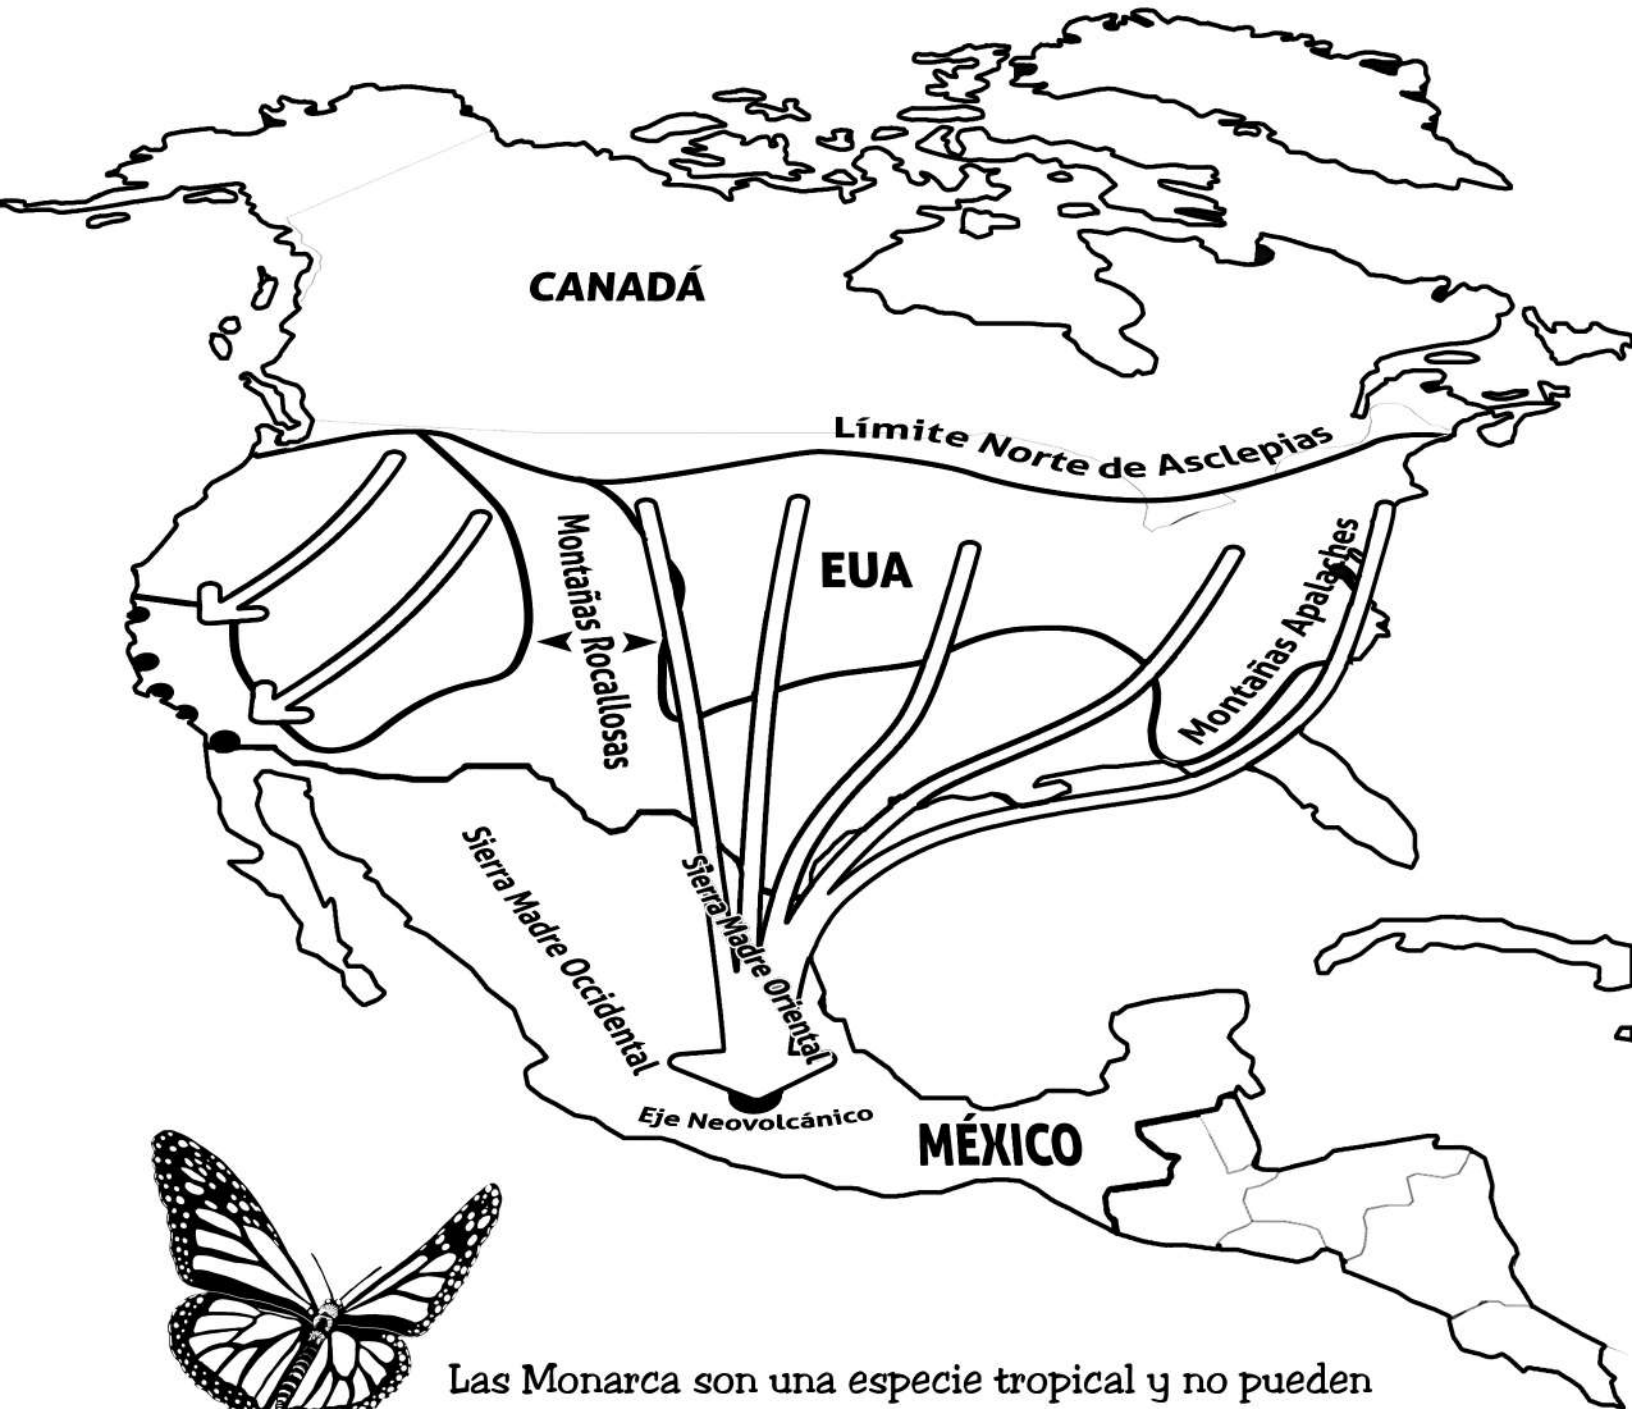 CANADÁ
Límite Norte de Asclepias
Montañas Rocallosas
EUA
Montañas Apalaches
Sierra Madre Occidental
Sierra Madre Oriental
Eje Neovolcánico
MÉXICO
Las Monarca son una especie tropical y no pueden